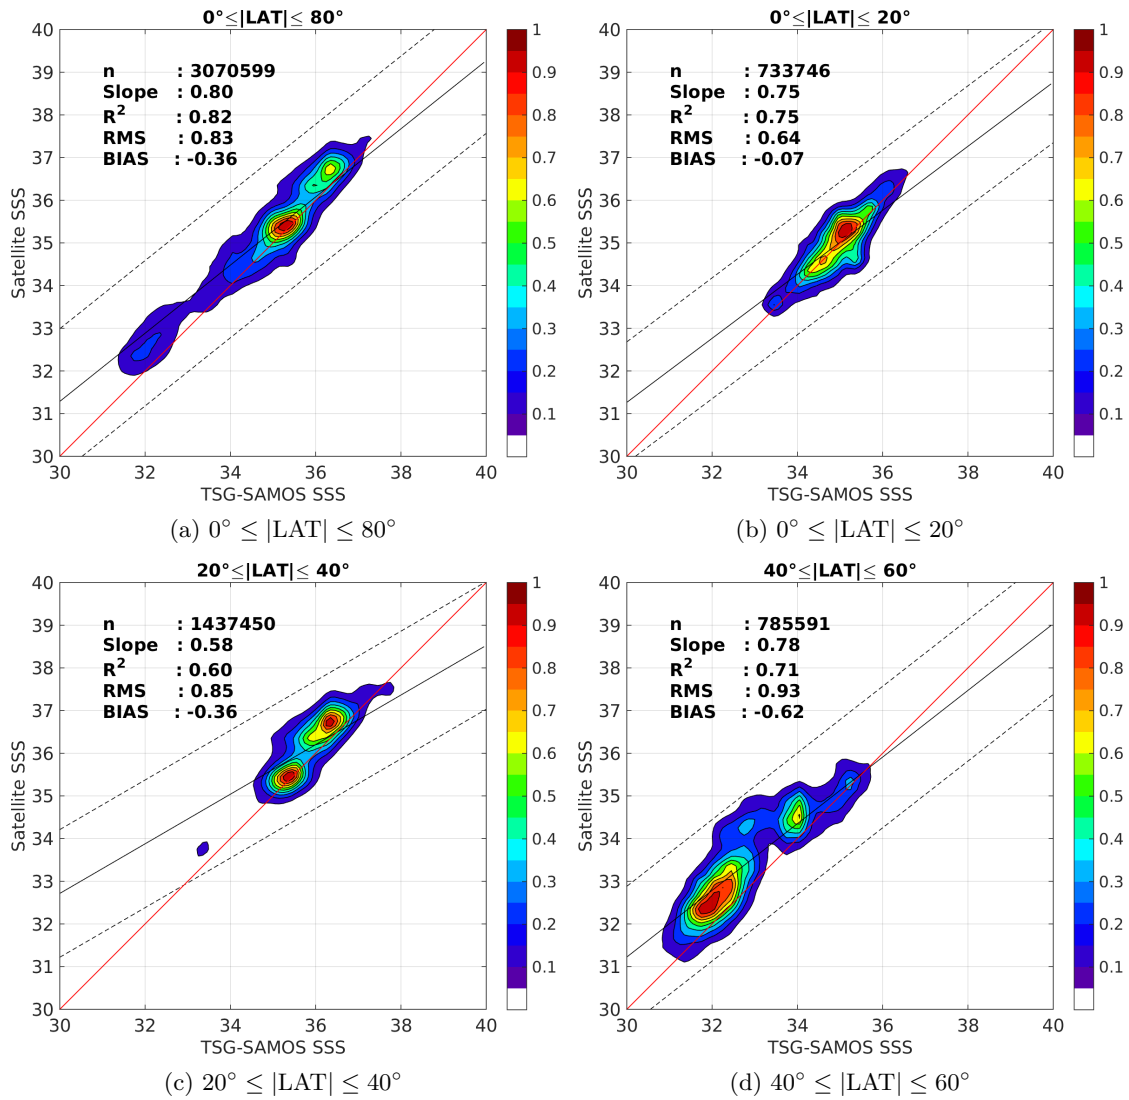 0°≤|LAT|≤ 80°
n : 3070599
Slope : 0.80
R² : 0.82
RMS : 0.83
BIAS : -0.36
40
39
38
37
36
35
34
33
32
31
30
Satellite SSS
30 32 34 36 38 40
TSG-SAMOS SSS
1
0.9
0.8
0.7
0.6
0.5
0.4
0.3
0.2
0.1
(a) 0° ≤ |LAT| ≤ 80°
0°≤|LAT|≤ 20°
n : 733746
Slope : 0.75
R² : 0.75
RMS : 0.64
BIAS : -0.07
40
39
38
37
36
35
34
33
32
31
30
Satellite SSS
30 32 34 36 38 40
TSG-SAMOS SSS
1
0.9
0.8
0.7
0.6
0.5
0.4
0.3
0.2
0.1
(b) 0° ≤ |LAT| ≤ 20°
20°≤|LAT|≤ 40°
n : 1437450
Slope : 0.58
R² : 0.60
RMS : 0.85
BIAS : -0.36
40
39
38
37
36
35
34
33
32
31
30
Satellite SSS
30 32 34 36 38 40
TSG-SAMOS SSS
1
0.9
0.8
0.7
0.6
0.5
0.4
0.3
0.2
0.1
(c) 20° ≤ |LAT| ≤ 40°
40°≤|LAT|≤ 60°
n : 785591
Slope : 0.78
R² : 0.71
RMS : 0.93
BIAS : -0.62
40
39
38
37
36
35
34
33
32
31
30
Satellite SSS
30 32 34 36 38 40
TSG-SAMOS SSS
1
0.9
0.8
0.7
0.6
0.5
0.4
0.3
0.2
0.1
(d) 40° ≤ |LAT| ≤ 60°